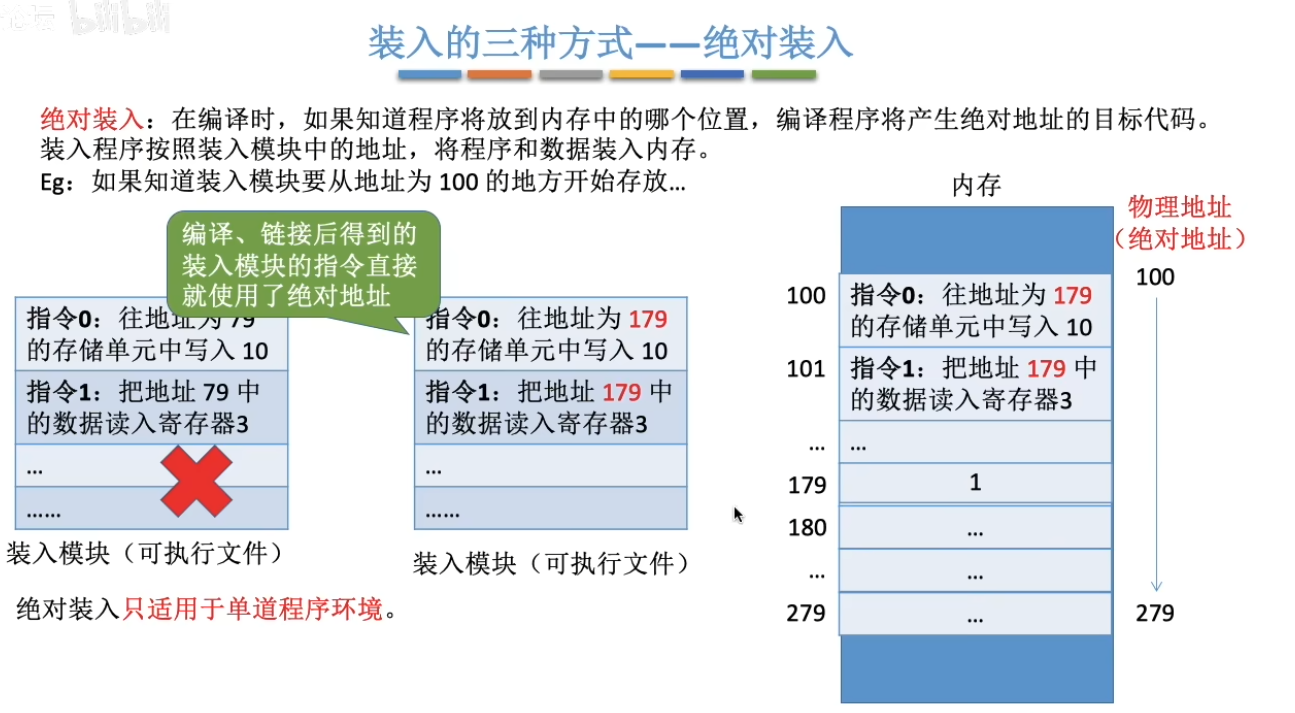 bilibili
装入的三种方式——绝对装入
绝对装入：在编译时，如果知道程序将放到内存中的哪个位置，编译程序将产生绝对地址的目标代码。
装入程序按照装入模块中的地址，将程序和数据装入内存。
Eg：如果知道装入模块要从地址为 100 的地方开始存放...
编译、链接后得到的
装入模块的指令直接
就使用了绝对地址
指令0：往地址为 79
的存储单元中写入 10
指令1：把地址 79 中
的数据读入寄存器3
...
......
装入模块（可执行文件）
指令0：往地址为 179
的存储单元中写入 10
指令1：把地址 179 中
的数据读入寄存器3
...
......
装入模块（可执行文件）
绝对装入只适用于单道程序环境。
内存
物理地址
（绝对地址）
100
100 指令0：往地址为 179
的存储单元中写入 10
101 指令1：把地址 179 中
的数据读入寄存器3
... ...
179 1
180 ...
... ...
279 ...
279